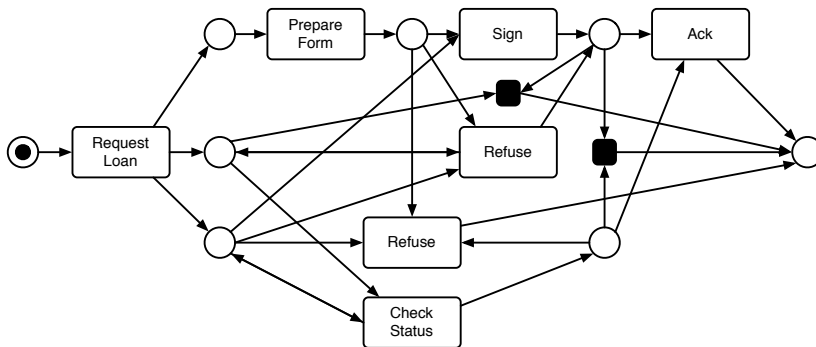 Prepare
Form
Sign
Ack
Request
Loan
Refuse
Refuse
Check
Status